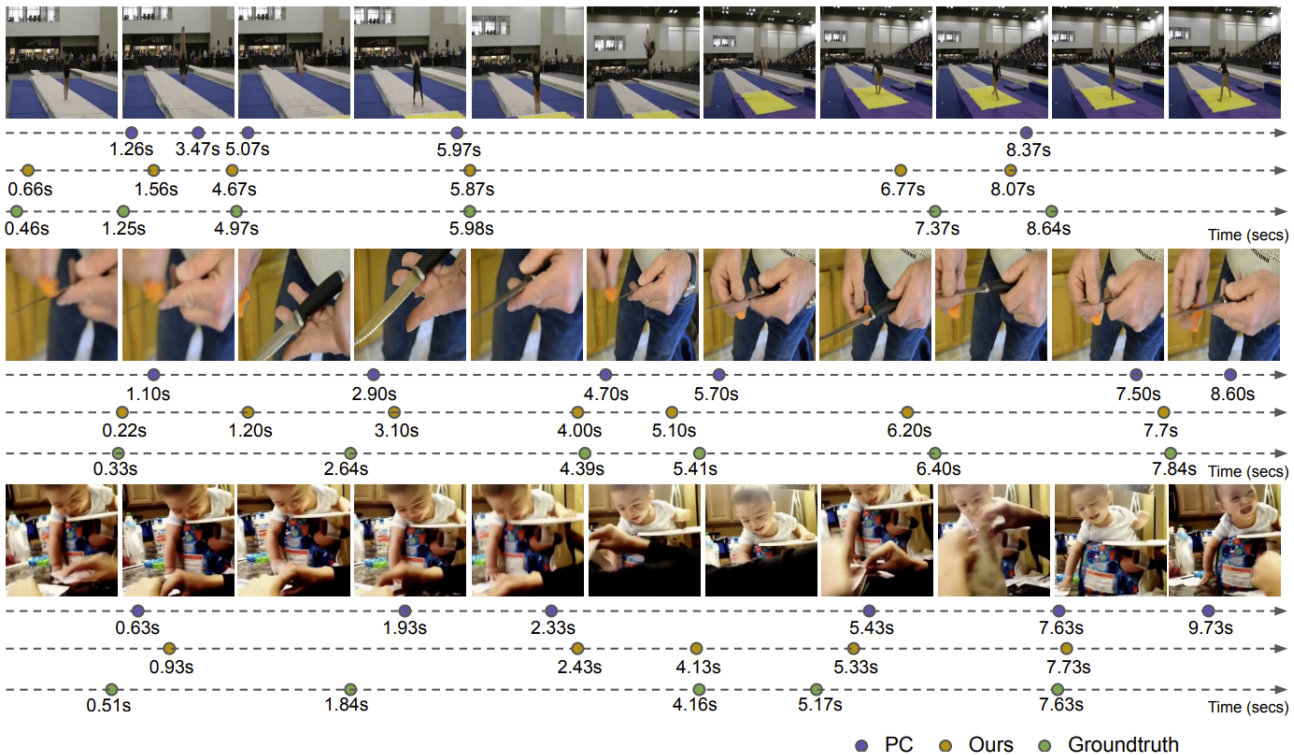 1.26s 3.47s 5.07s 5.97s 8.37s
0.66s 1.56s 4.67s 5.87s 6.77s 8.07s
0.46s 1.25s 4.97s 5.98s 7.37s 8.64s Time (secs)
1.10s 2.90s 4.70s 5.70s 7.50s 8.60s
0.22s 1.20s 3.10s 4.00s 5.10s 6.20s 7.7s
0.33s 2.64s 4.39s 5.41s 6.40s 7.84s Time (secs)
0.63s 1.93s 2.33s 5.43s 7.63s 9.73s
0.93s 2.43s 4.13s 5.33s 7.73s
0.51s 1.84s 4.16s 5.17s 7.63s Time (secs)
PC Ours Groundtruth